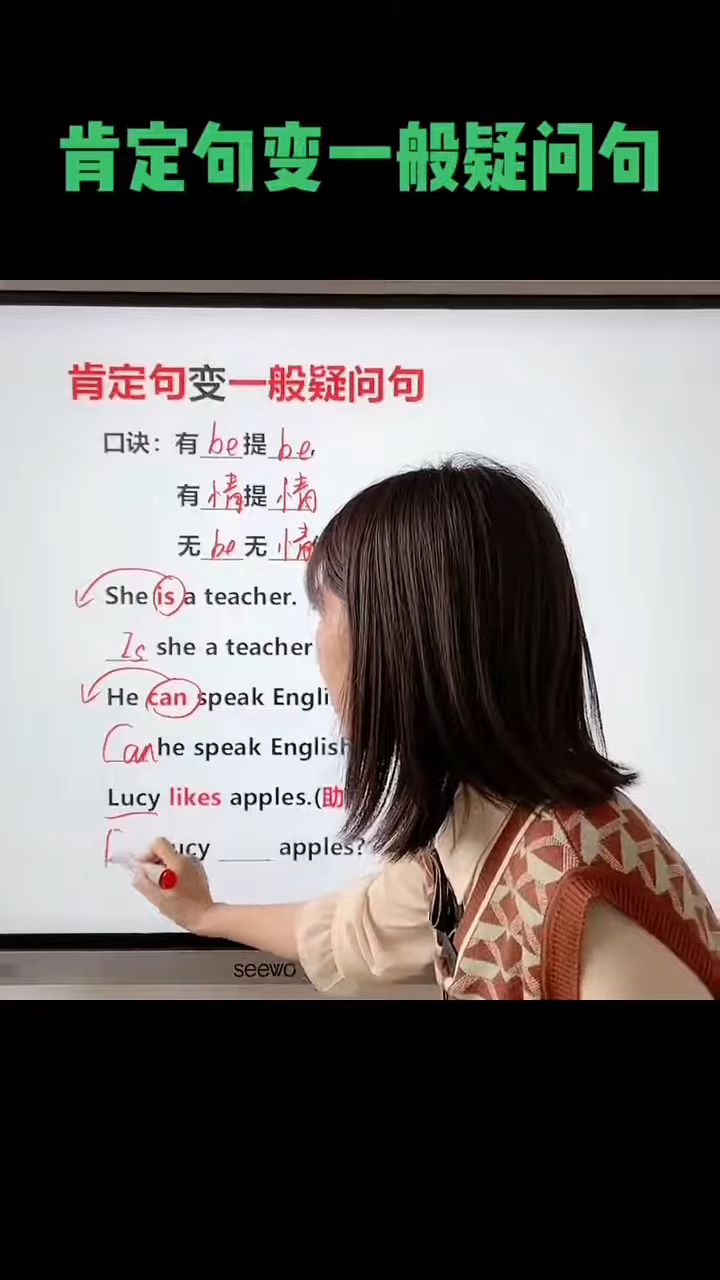 肯定句变一般疑问句
肯定句变一般疑问句
口诀：有be提be,
有情提情
无be无情
She is a teacher.
Is she a teacher
He can speak Engli
Can he speak English
Lucy likes apples.(助
ucy ____ apples?
seewo